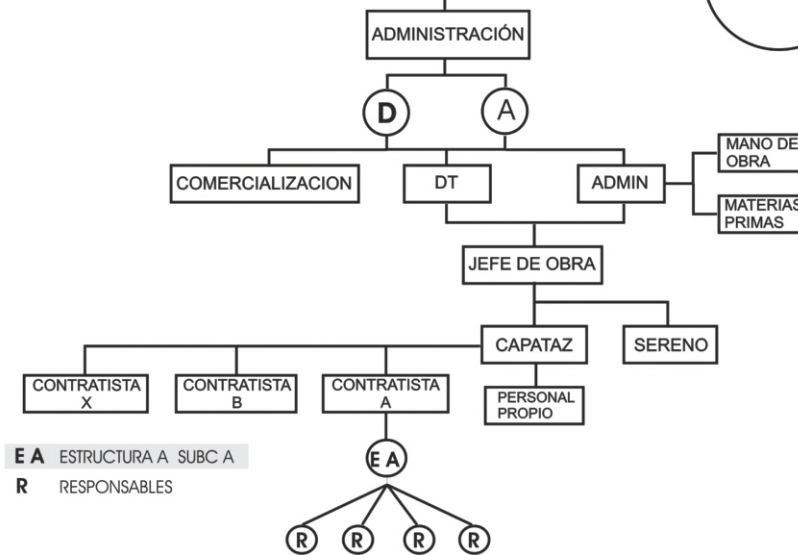 ADMINISTRACIÓN
D
A
COMERCIALIZACION
DT
ADMIN
MANO DE
OBRA
MATERIAS
PRIMAS
JEFE DE OBRA
CAPATAZ
SERENO
CONTRATISTA
X
CONTRATISTA
B
CONTRATISTA
A
PERSONAL
PROPIO
E A ESTRUCTURA A SUBC A
E A
R RESPONSABLES
R
R
R
R